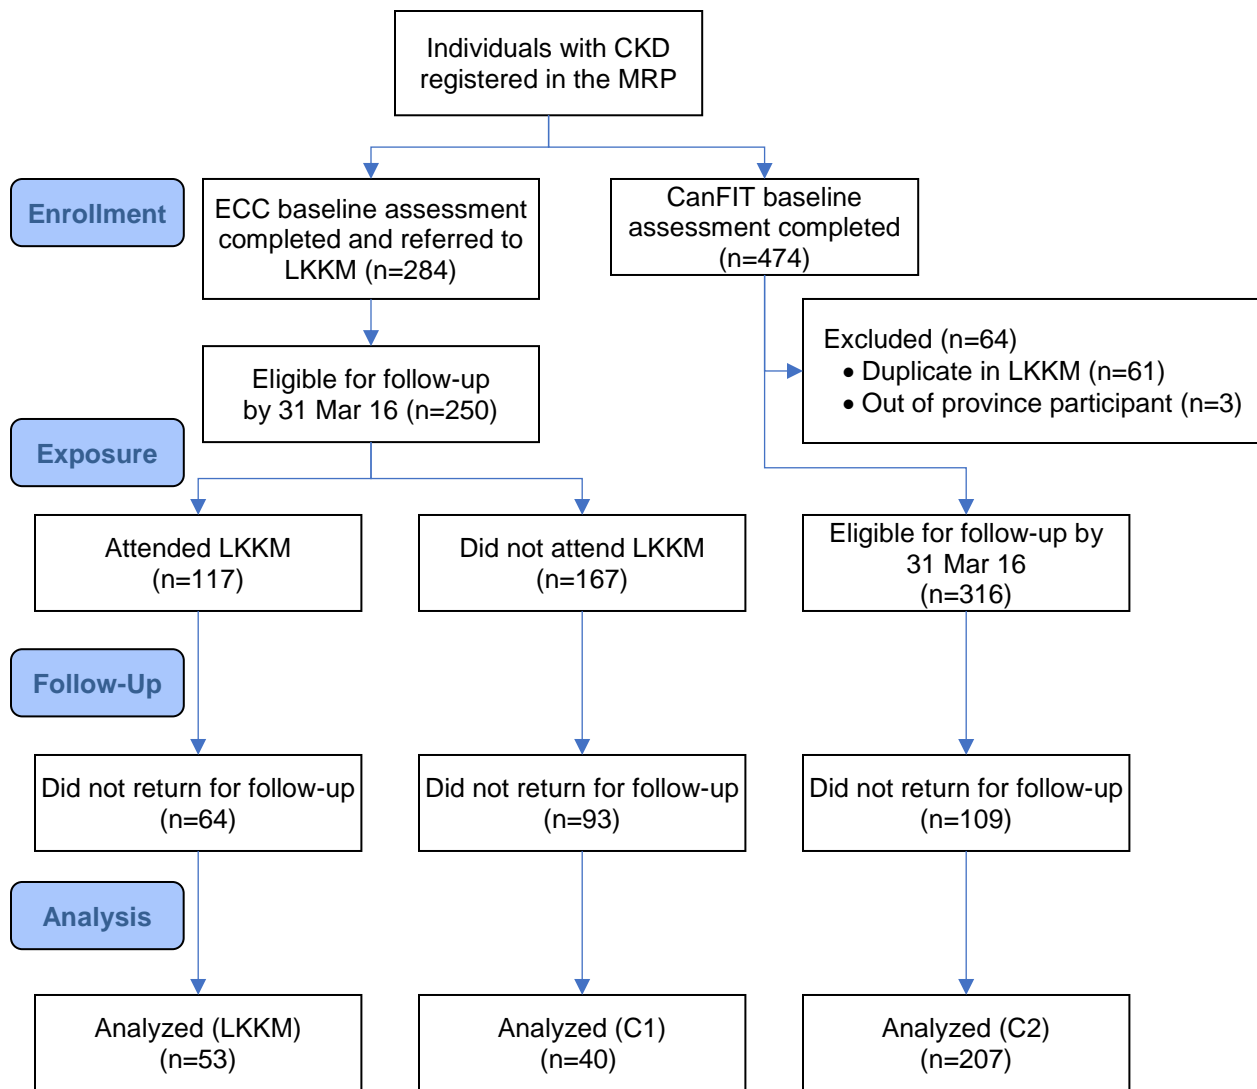 Individuals with CKD
registered in the MRP
Enrollment
ECC baseline assessment
completed and referred to
LKKM (n=284)
CanFIT baseline
assessment completed
(n=474)
Excluded (n=64)
• Duplicate in LKKM (n=61)
• Out of province participant (n=3)
Eligible for follow-up
by 31 Mar 16 (n=250)
Exposure
Attended LKKM
(n=117)
Did not attend LKKM
(n=167)
Eligible for follow-up by
31 Mar 16
(n=316)
Follow-Up
Did not return for follow-up
(n=64)
Did not return for follow-up
(n=93)
Did not return for follow-up
(n=109)
Analysis
Analyzed (LKKM)
(n=53)
Analyzed (C1)
(n=40)
Analyzed (C2)
(n=207)